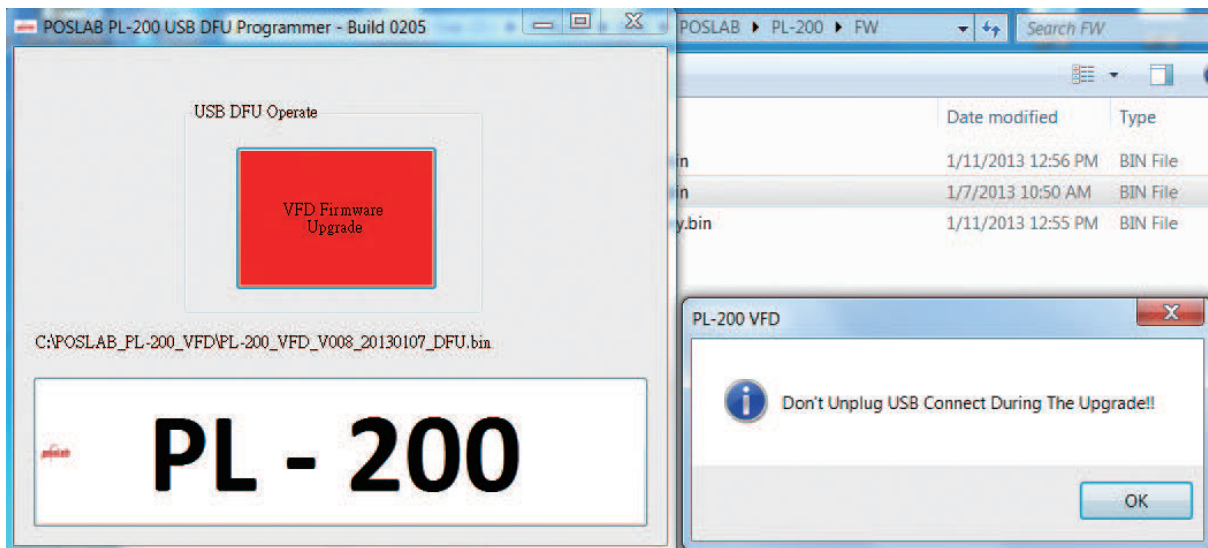 POSLAB PL-200 USB DFU Programmer - Build 0205
USB DFU Operate
VFD Firmware
Upgrade
C:\POSLAB_PL-200_VFD\PL-200_VFD_V008_20130107_DFU.bin
poslab
PL - 200
POSLAB PL-200 FW
Search FW
Date modified Type
in 1/11/2013 12:56 PM BIN File
in 1/7/2013 10:50 AM BIN File
y.bin 1/11/2013 12:55 PM BIN File
PL-200 VFD
Don't Unplug USB Connect During The Upgrade!!
OK